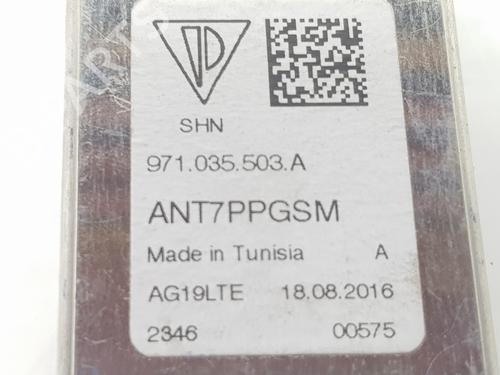 SHN
971.035.503.A
ANT7PPGSM
Made in Tunisia A
AG19LTE 18.08.2016
2346 00575